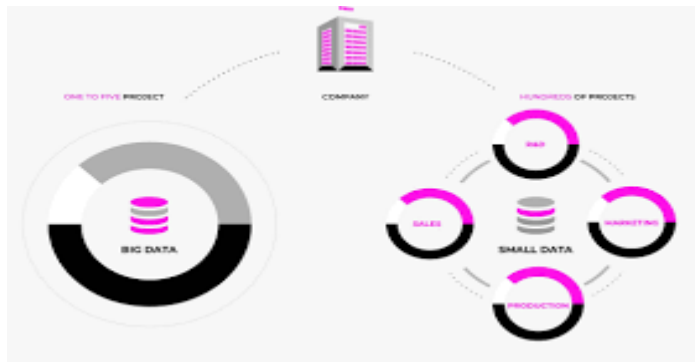 ONE TO FIVE PROJECT
COMPANY
HUNDREDS OF PROJECTS
R&D
SALES
MARKETING
BIG DATA
SMALL DATA
PRODUCTION